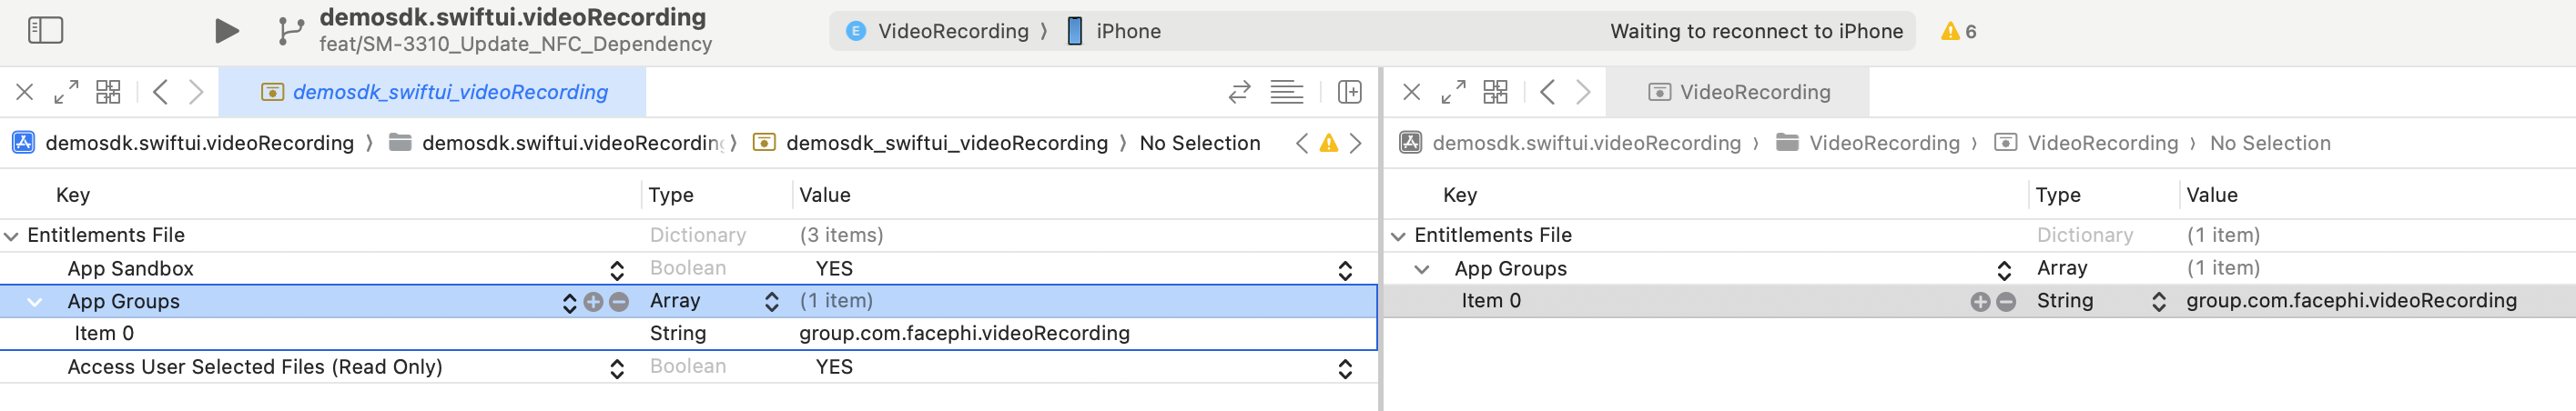 demosdk.swiftui.videoRecording
feat/SM-3310_Update_NFC_Dependency
E VideoRecording ⟩ iPhone
Waiting to reconnect to iPhone
6
demosdk_swiftui_videoRecording
demosdk.swiftui.videoRecording ⟩ demosdk.swiftui.videoRecording ⟩ demosdk_swiftui_videoRecording ⟩ No Selection
Key Type Value
Entitlements File Dictionary (3 items)
App Sandbox Boolean YES
App Groups Array (1 item)
Item 0 String group.com.facephi.videoRecording
Access User Selected Files (Read Only) Boolean YES
VideoRecording
demosdk.swiftui.videoRecording ⟩ VideoRecording ⟩ VideoRecording ⟩ No Selection
Key Type Value
Entitlements File Dictionary (1 item)
App Groups Array (1 item)
Item 0 String group.com.facephi.videoRecording